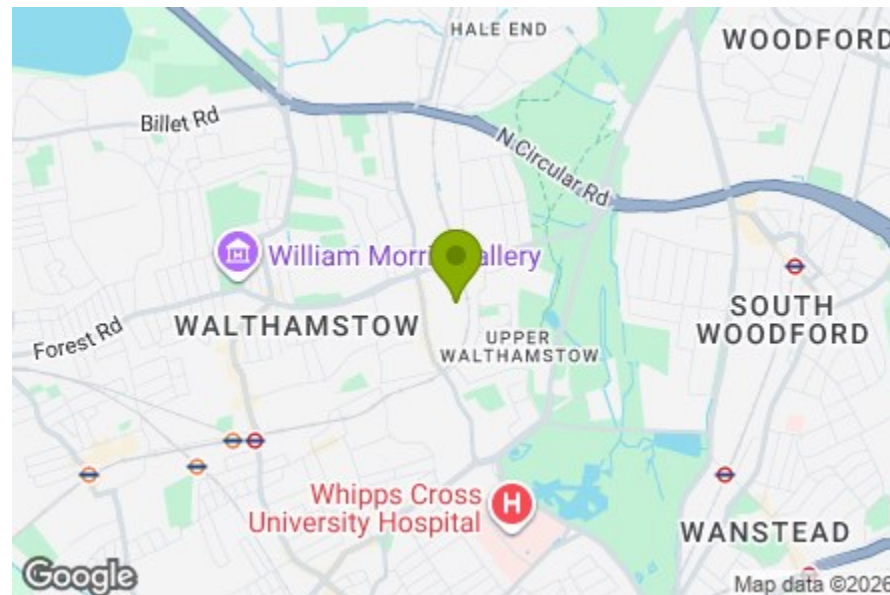 HALE END
WOODFORD
Billet Rd
N Circular Rd
William Morris Gallery
Forest Rd
WALTHAMSTOW
UPPER
WALTHAMSTOW
SOUTH
WOODFORD
Whipps Cross
University Hospital
H
WANSTEAD
Google
Map data ©2026